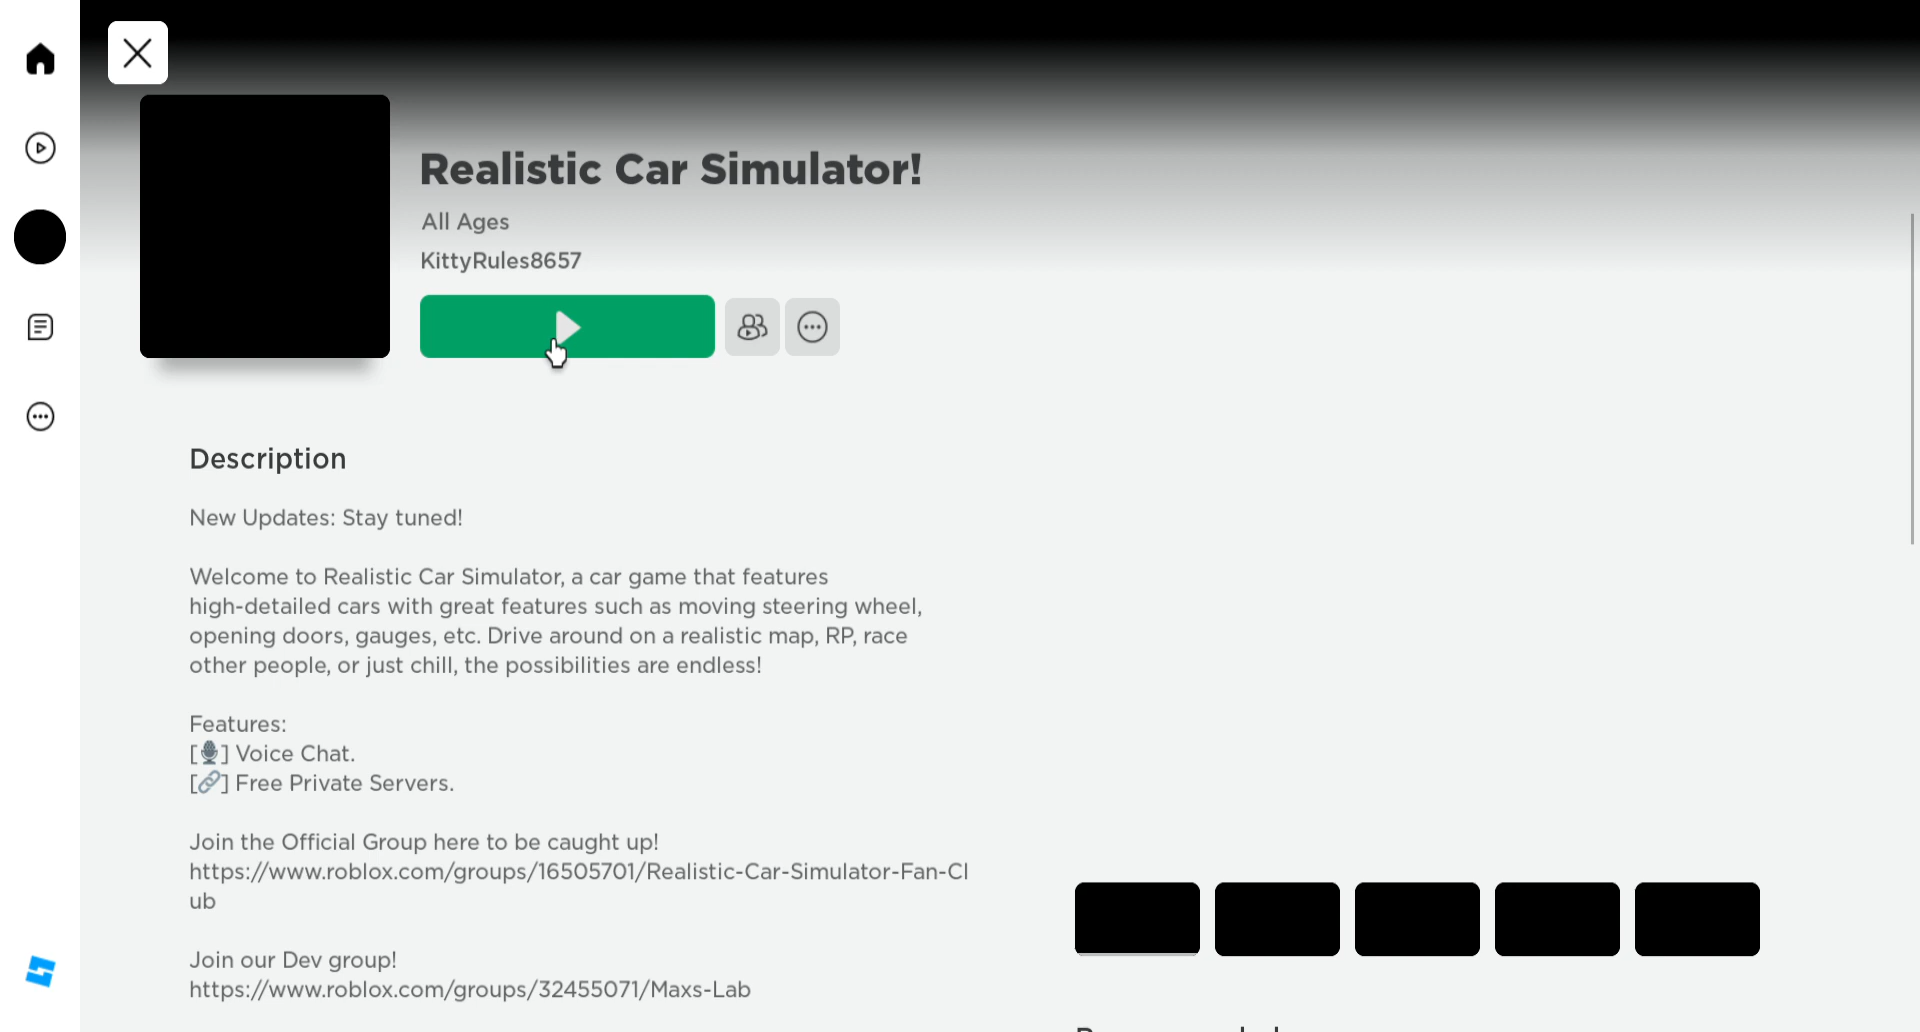 Realistic Car Simulator!
All Ages
KittyRules8657
Description
New Updates: Stay tuned!
Welcome to Realistic Car Simulator, a car game that features
high-detailed cars with great features such as moving steering wheel,
opening doors, gauges, etc. Drive around on a realistic map, RP, race
other people, or just chill, the possibilities are endless!
Features:
[🎙️] Voice Chat.
[🔗] Free Private Servers.
Join the Official Group here to be caught up!
https://www.roblox.com/groups/16505701/Realistic-Car-Simulator-Fan-Cl
ub
Join our Dev group!
https://www.roblox.com/groups/32455071/Maxs-Lab